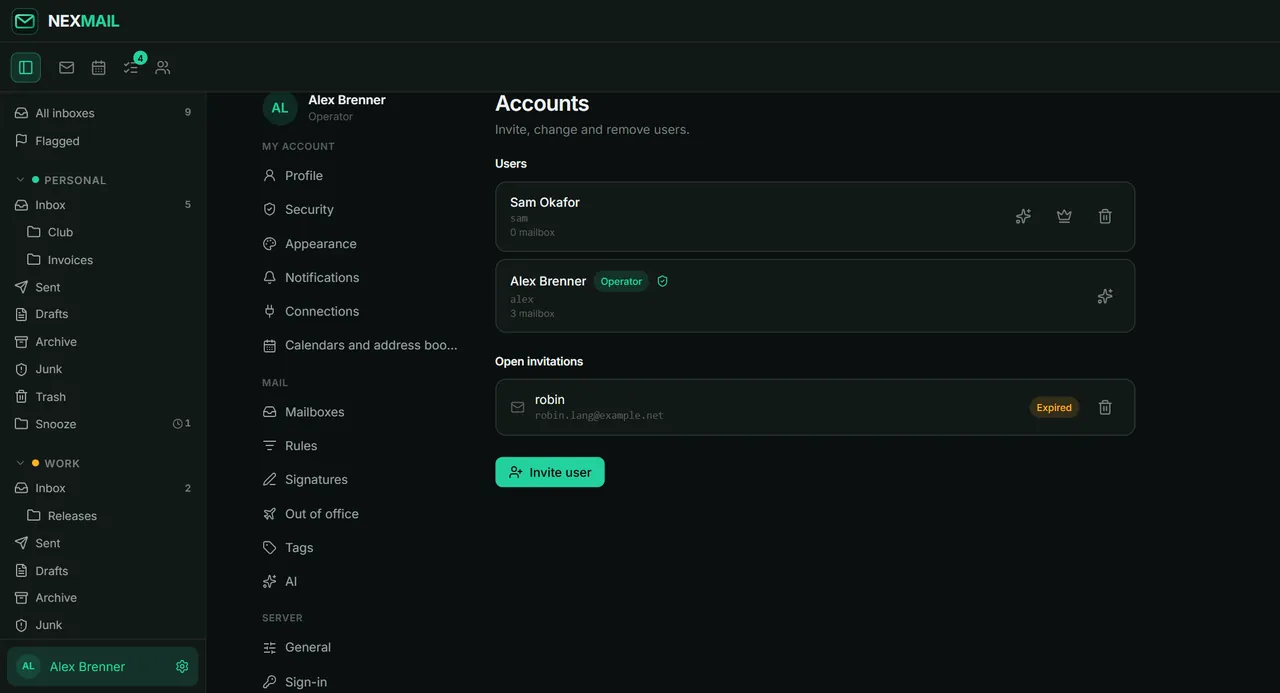 NEXMAIL
4
All inboxes 9
Flagged
PERSONAL
Inbox 5
Club
Invoices
Sent
Drafts
Archive
Junk
Trash
Snooze 1
WORK
Inbox 2
Releases
Sent
Drafts
Archive
Junk
AL Alex Brenner
AL
Alex Brenner
Operator
MY ACCOUNT
Profile
Security
Appearance
Notifications
Connections
Calendars and address boo...
MAIL
Mailboxes
Rules
Signatures
Out of office
Tags
AI
SERVER
General
Sign-in
Accounts
Invite, change and remove users.
Users
Sam Okafor
sam
0 mailbox
Alex Brenner Operator
alex
3 mailbox
Open invitations
robin
robin.lang@example.net
Expired
Invite user